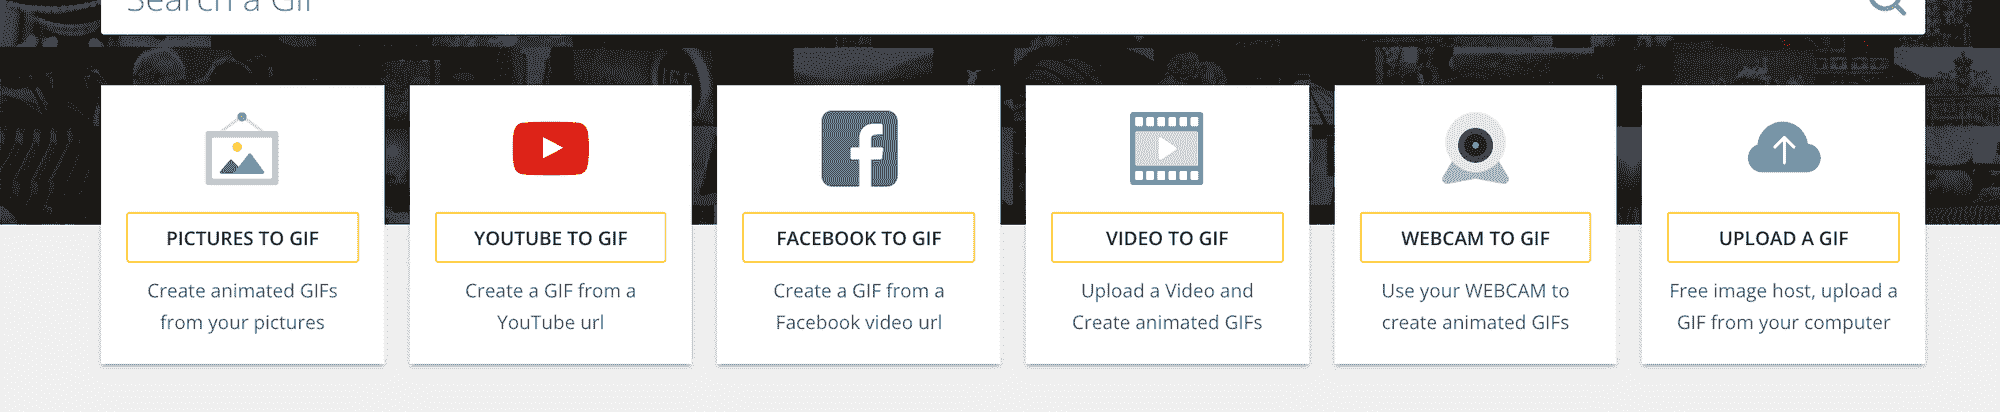 Search a Gif
PICTURES TO GIF
Create animated GIFs
from your pictures
YOUTUBE TO GIF
Create a GIF from a
YouTube url
FACEBOOK TO GIF
Create a GIF from a
Facebook video url
VIDEO TO GIF
Upload a Video and
Create animated GIFs
WEBCAM TO GIF
Use your WEBCAM to
create animated GIFs
UPLOAD A GIF
Free image host, upload a
GIF from your computer